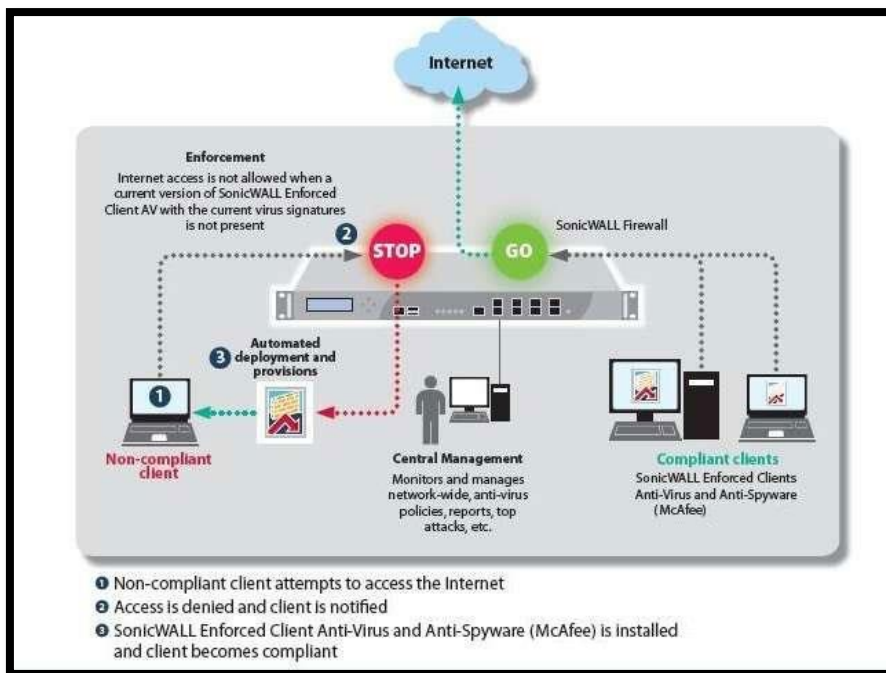 Internet
Enforcement
Internet access is not allowed when a
current version of SonicWALL Enforced
Client AV with the current virus signatures
is not present
2
STOP
GO
SonicWALL Firewall
3
Automated
deployment and
provisions
1
Non-compliant
client
Central Management
Monitors and manages
network-wide, anti-virus
policies, reports, top
attacks, etc.
Compliant clients
SonicWALL Enforced Clients
Anti-Virus and Anti-Spyware
(McAfee)
1 Non-compliant client attempts to access the Internet
2 Access is denied and client is notified
3 SonicWALL Enforced Client Anti-Virus and Anti-Spyware (McAfee) is installed
and client becomes compliant